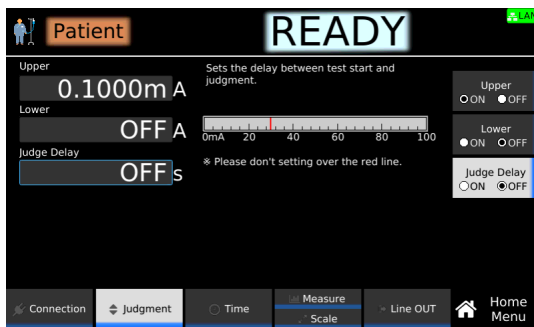 Patient
READY
LAN
Upper
0.1000m A
Lower
OFF A
Judge Delay
OFF s
Sets the delay between test start and
judgment.
0mA 20 40 60 80 100
※ Please don't setting over the red line.
Upper
ON OFF
Lower
ON OFF
Judge Delay
ON OFF
Connection
Judgment
Time
Measure
Scale
Line OUT
Home
Menu